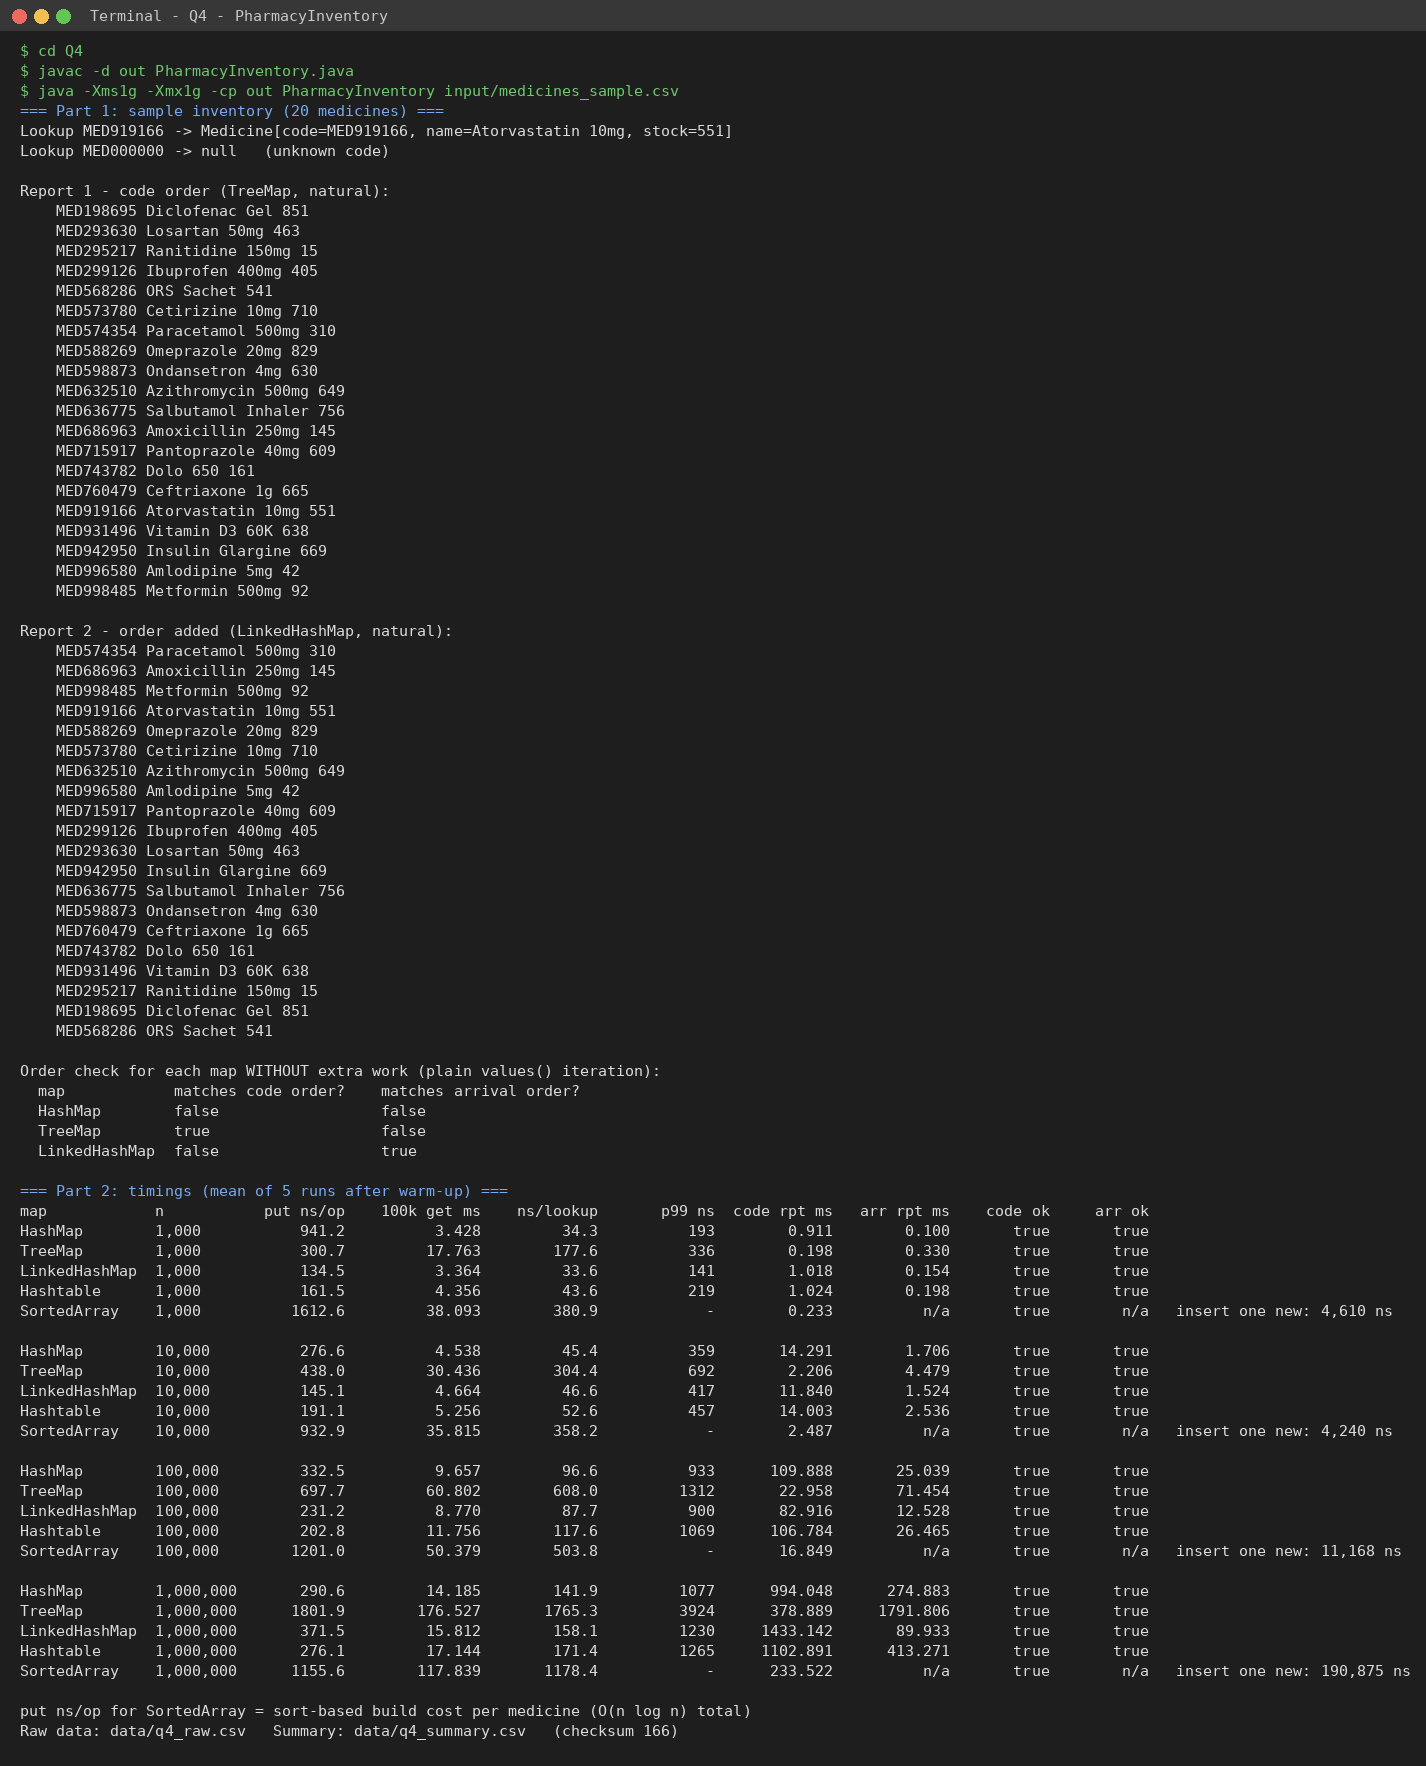 Terminal - Q4 - PharmacyInventory
$ cd Q4
$ javac -d out PharmacyInventory.java
$ java -Xms1g -Xmx1g -cp out PharmacyInventory input/medicines_sample.csv
=== Part 1: sample inventory (20 medicines) ===
Lookup MED919166 -> Medicine[code=MED919166, name=Atorvastatin 10mg, stock=551]
Lookup MED000000 -> null   (unknown code)

Report 1 - code order (TreeMap, natural):
    MED198695 Diclofenac Gel 851
    MED293630 Losartan 50mg 463
    MED295217 Ranitidine 150mg 15
    MED299126 Ibuprofen 400mg 405
    MED568286 ORS Sachet 541
    MED573780 Cetirizine 10mg 710
    MED574354 Paracetamol 500mg 310
    MED588269 Omeprazole 20mg 829
    MED598873 Ondansetron 4mg 630
    MED632510 Azithromycin 500mg 649
    MED636775 Salbutamol Inhaler 756
    MED686963 Amoxicillin 250mg 145
    MED715917 Pantoprazole 40mg 609
    MED743782 Dolo 650 161
    MED760479 Ceftriaxone 1g 665
    MED919166 Atorvastatin 10mg 551
    MED931496 Vitamin D3 60K 638
    MED942950 Insulin Glargine 669
    MED996580 Amlodipine 5mg 42
    MED998485 Metformin 500mg 92

Report 2 - order added (LinkedHashMap, natural):
    MED574354 Paracetamol 500mg 310
    MED686963 Amoxicillin 250mg 145
    MED998485 Metformin 500mg 92
    MED919166 Atorvastatin 10mg 551
    MED588269 Omeprazole 20mg 829
    MED573780 Cetirizine 10mg 710
    MED632510 Azithromycin 500mg 649
    MED996580 Amlodipine 5mg 42
    MED715917 Pantoprazole 40mg 609
    MED299126 Ibuprofen 400mg 405
    MED293630 Losartan 50mg 463
    MED942950 Insulin Glargine 669
    MED636775 Salbutamol Inhaler 756
    MED598873 Ondansetron 4mg 630
    MED760479 Ceftriaxone 1g 665
    MED743782 Dolo 650 161
    MED931496 Vitamin D3 60K 638
    MED295217 Ranitidine 150mg 15
    MED198695 Diclofenac Gel 851
    MED568286 ORS Sachet 541

Order check for each map WITHOUT extra work (plain values() iteration):
  map            matches code order?    matches arrival order?
  HashMap        false                  false
  TreeMap        true                   false
  LinkedHashMap  false                  true

=== Part 2: timings (mean of 5 runs after warm-up) ===
map            n           put ns/op    100k get ms    ns/lookup       p99 ns  code rpt ms   arr rpt ms    code ok     arr ok
HashMap        1,000           941.2          3.428         34.3          193        0.911        0.100       true       true
TreeMap        1,000           300.7         17.763        177.6          336        0.198        0.330       true       true
LinkedHashMap  1,000           134.5          3.364         33.6          141        1.018        0.154       true       true
Hashtable      1,000           161.5          4.356         43.6          219        1.024        0.198       true       true
SortedArray    1,000          1612.6         38.093        380.9            -        0.233          n/a       true        n/a   insert one new: 4,610 ns

HashMap        10,000          276.6          4.538         45.4          359       14.291        1.706       true       true
TreeMap        10,000          438.0         30.436        304.4          692        2.206        4.479       true       true
LinkedHashMap  10,000          145.1          4.664         46.6          417       11.840        1.524       true       true
Hashtable      10,000          191.1          5.256         52.6          457       14.003        2.536       true       true
SortedArray    10,000          932.9         35.815        358.2            -        2.487          n/a       true        n/a   insert one new: 4,240 ns

HashMap        100,000         332.5          9.657         96.6          933      109.888       25.039       true       true
TreeMap        100,000         697.7         60.802        608.0         1312       22.958       71.454       true       true
LinkedHashMap  100,000         231.2          8.770         87.7          900       82.916       12.528       true       true
Hashtable      100,000         202.8         11.756        117.6         1069      106.784       26.465       true       true
SortedArray    100,000        1201.0         50.379        503.8            -       16.849          n/a       true        n/a   insert one new: 11,168 ns

HashMap        1,000,000       290.6         14.185        141.9         1077      994.048      274.883       true       true
TreeMap        1,000,000      1801.9        176.527       1765.3         3924      378.889     1791.806       true       true
LinkedHashMap  1,000,000       371.5         15.812        158.1         1230     1433.142       89.933       true       true
Hashtable      1,000,000       276.1         17.144        171.4         1265     1102.891      413.271       true       true
SortedArray    1,000,000      1155.6        117.839       1178.4            -      233.522          n/a       true        n/a   insert one new: 190,875 ns

put ns/op for SortedArray = sort-based build cost per medicine (O(n log n) total)
Raw data: data/q4_raw.csv   Summary: data/q4_summary.csv   (checksum 166)